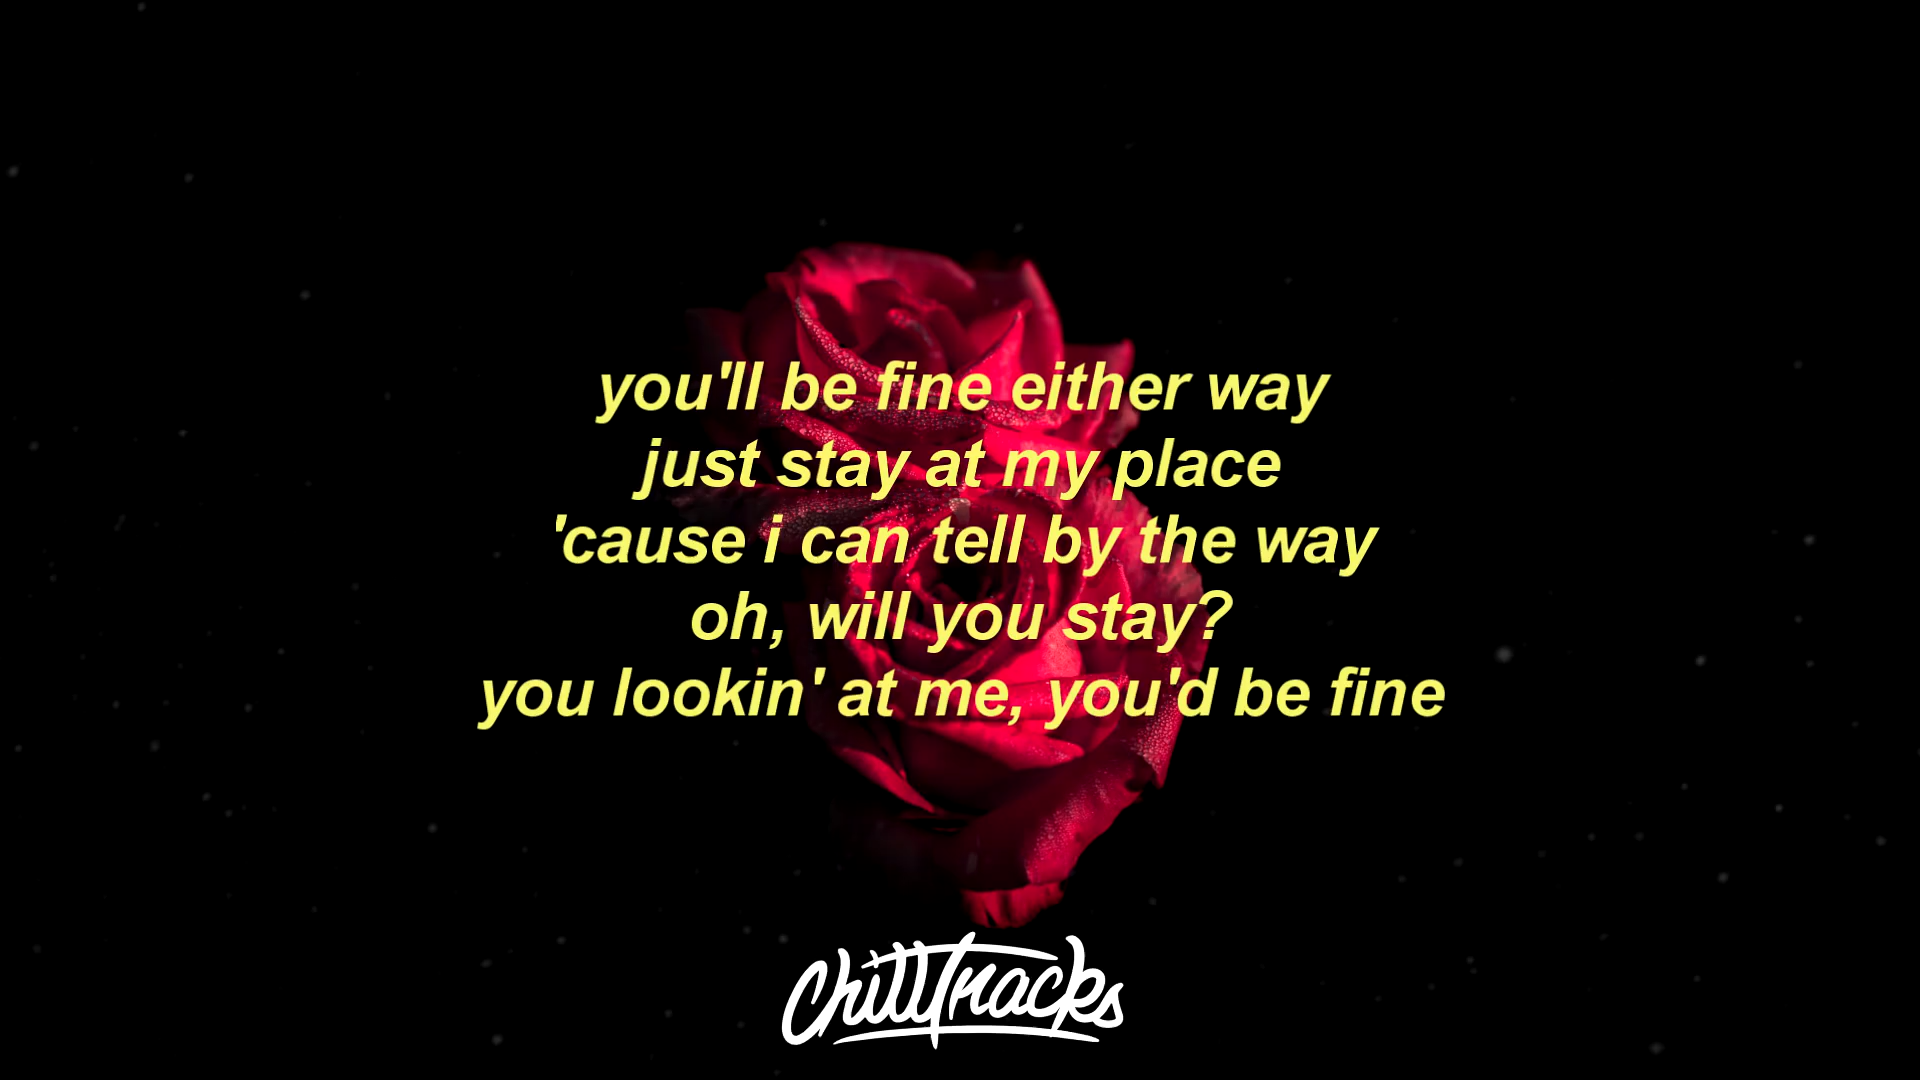 you'll be fine either way
just stay at my place
'cause i can tell by the way
oh, will you stay?
you lookin' at me, you'd be fine
ChillTracks